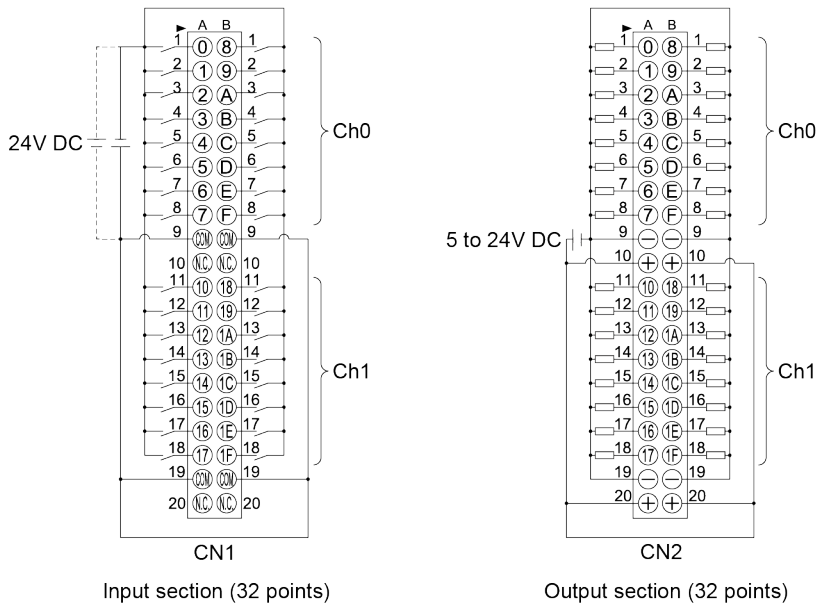 A B A B
1 0 8 1 1 0 8 1
2 1 9 2 2 1 9 2
3 2 A 3 3 2 A 3
4 3 B 4 4 3 B 4
Ch0 Ch0
24V DC 5 4 C 5 5 4 C 5
6 5 D 6 6 5 D 6
7 6 E 7 7 6 E 7
8 7 F 8 8 7 F 8
9 COM COM 9 5 to 24V DC 9 − − 9
10 N.C. N.C. 10 10 + + 10
11 10 18 11 11 10 18 11
12 11 19 12 12 11 19 12
13 12 1A 13 13 12 1A 13
14 13 1B 14 14 13 1B 14
Ch1 Ch1
15 14 1C 15 15 14 1C 15
16 15 1D 16 16 15 1D 16
17 16 1E 17 17 16 1E 17
18 17 1F 18 18 17 1F 18
19 COM COM 19 19 − − 19
20 N.C. N.C. 20 20 + + 20
CN1 CN2
Input section (32 points) Output section (32 points)